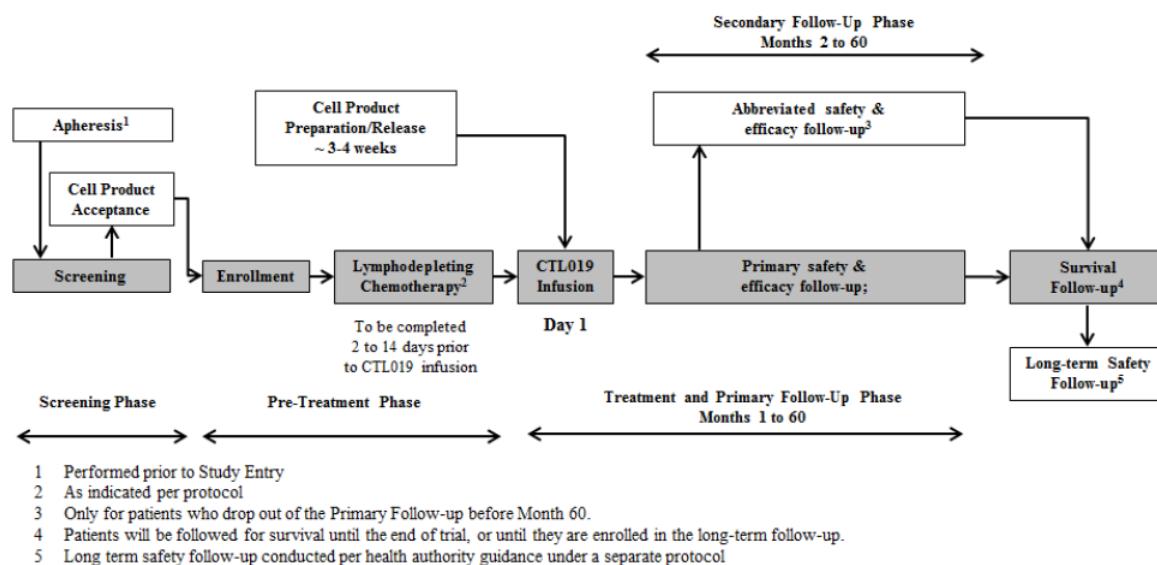 Secondary Follow-Up Phase
Months 2 to 60
Apheresis1
Cell Product
Preparation/Release
~ 3-4 weeks
Abbreviated safety &
efficacy follow-up3
Cell Product
Acceptance
Screening
Enrollment
Lymphodepleting
Chemotherapy2
CTL019
Infusion
Primary safety &
efficacy follow-up;
Survival
Follow-up4
To be completed
2 to 14 days prior
to CTL019 infusion
Day 1
Long-term Safety
Follow-up5
Screening Phase
Pre-Treatment Phase
Treatment and Primary Follow-Up Phase
Months 1 to 60
1 Performed prior to Study Entry
2 As indicated per protocol
3 Only for patients who drop out of the Primary Follow-up before Month 60.
4 Patients will be followed for survival until the end of trial, or until they are enrolled in the long-term follow-up.
5 Long term safety follow-up conducted per health authority guidance under a separate protocol